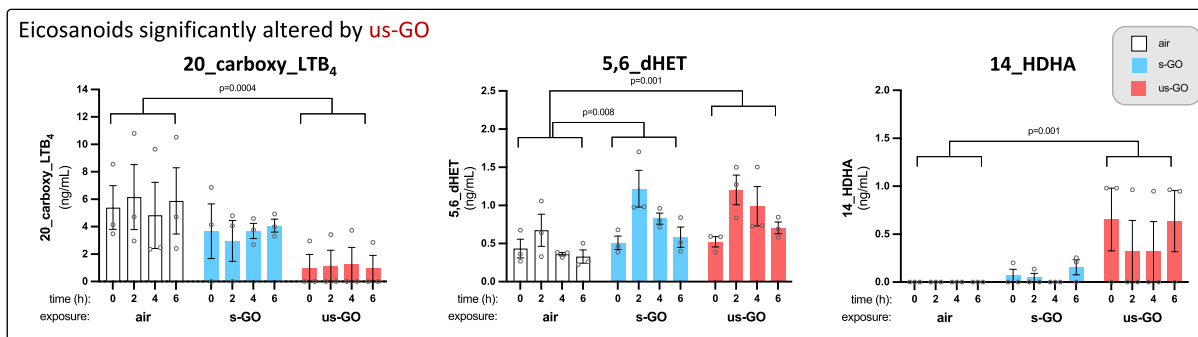 Eicosanoids significantly altered by us-GO
air
s-GO
us-GO
20_carboxy_LTB4
p=0.0004
20_carboxy_LTB4
(ng/mL)
14
12
10
8
6
4
2
0
time (h): 0 2 4 6 0 2 4 6 0 2 4 6
exposure: air s-GO us-GO
5,6_dHET
p=0.001
p=0.008
5,6_dHET
(ng/mL)
2.5
2.0
1.5
1.0
0.5
0.0
time (h): 0 2 4 6 0 2 4 6 0 2 4 6
exposure: air s-GO us-GO
14_HDHA
p=0.001
14_HDHA
(ng/mL)
2.0
1.5
1.0
0.5
0.0
time (h): 0 2 4 6 0 2 4 6 0 2 4 6
exposure: air s-GO us-GO